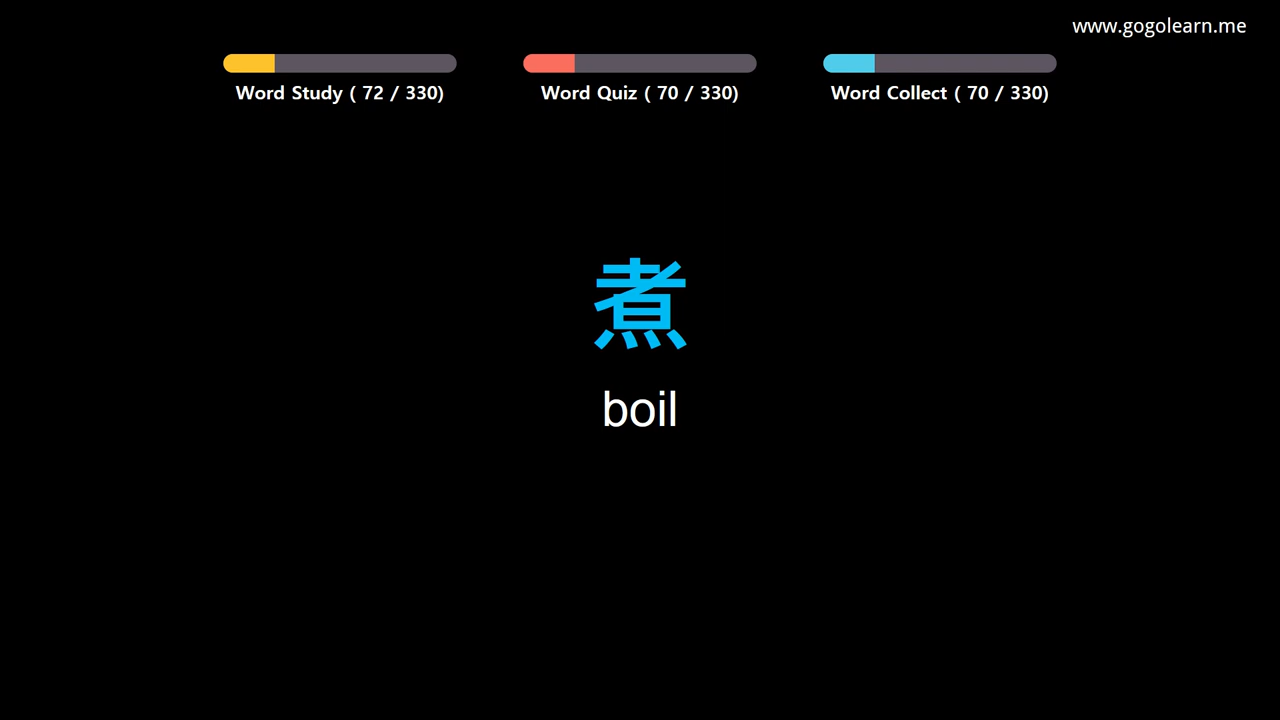 www.gogolearn.me
Word Study ( 72 / 330)
Word Quiz ( 70 / 330)
Word Collect ( 70 / 330)
煮
boil